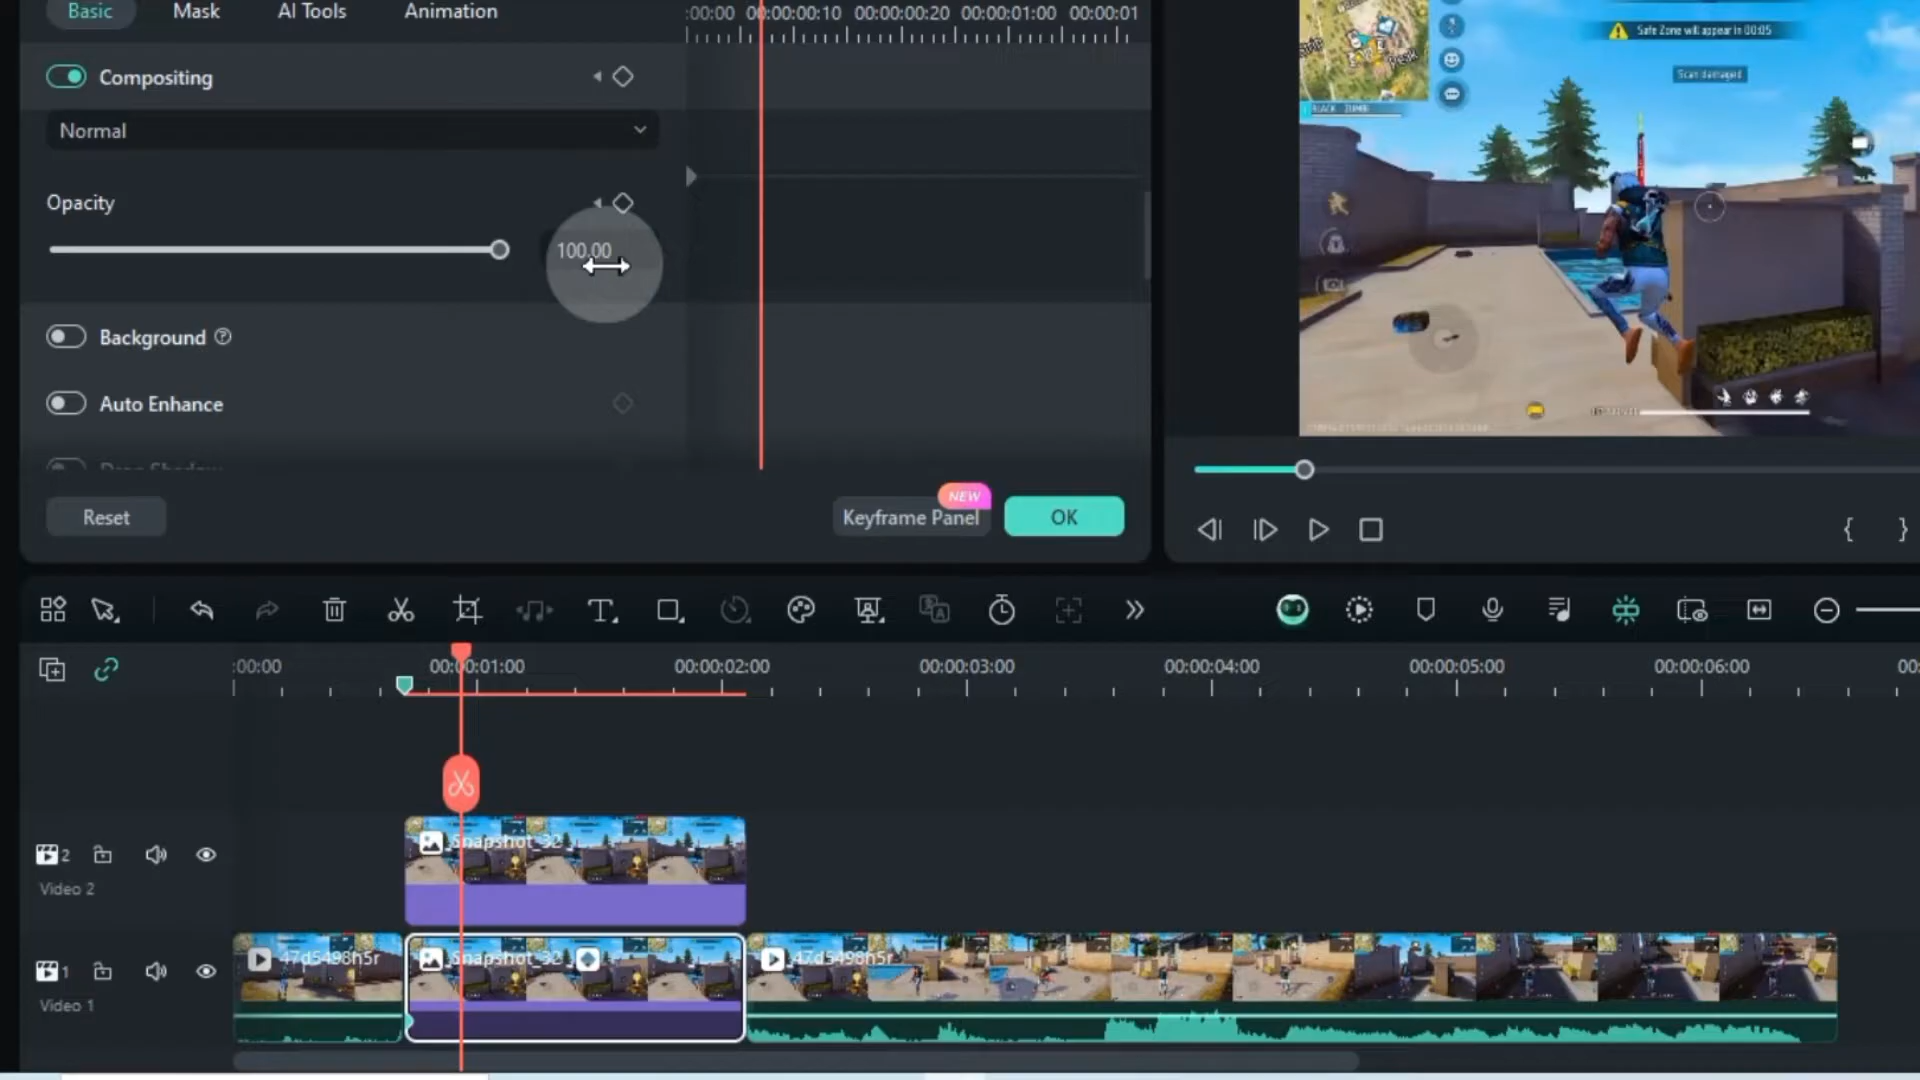 Basic Mask AI Tools Animation
:00:00 00:00:00:10 00:00:00:20 00:00:01:00 00:00:01
Compositing
Normal
Opacity
100.00
Background
Auto Enhance
Drop Shadow
Reset
NEW
Keyframe Panel
OK
Peak
Safe Zone will appear in 00:05
Scan damaged
:00:00 00:00:01:00 00:00:02:00 00:00:03:00 00:00:04:00 00:00:05:00 00:00:06:00 00:
2
Video 2
Snapshot_32
1
Video 1
47d5498h5r
Snapshot_32
47d5498h5r